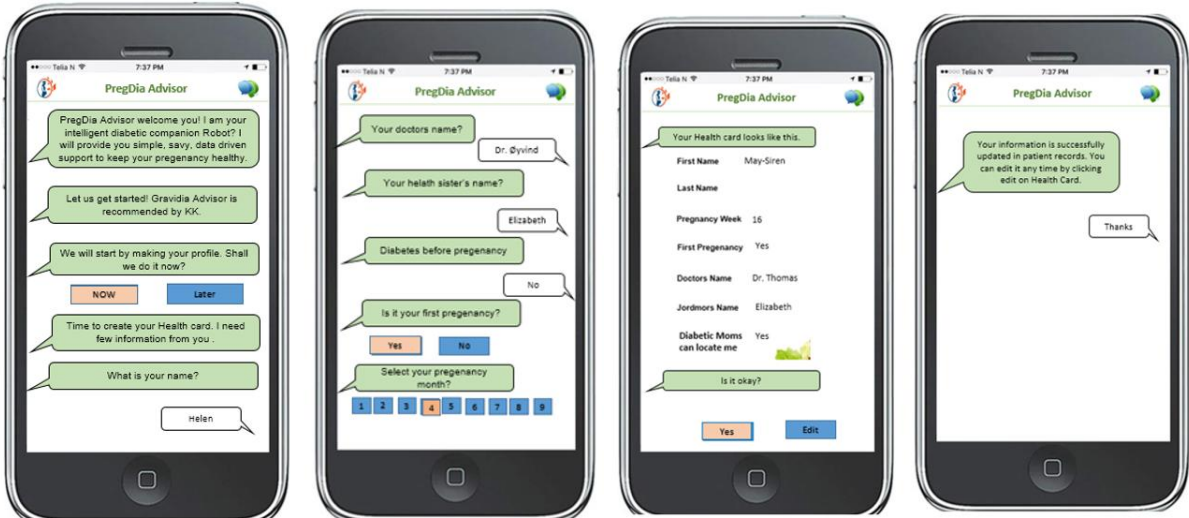 Telia N 7:37 PM
PregDia Advisor
PregDia Advisor welcome you! I am your
intelligent diabetic companion Robot? I
will provide you simple, savy, data driven
support to keep your pregenancy healthy.
Let us get started! Gravidia Advisor is
recommended by KK.
We will start by making your profile. Shall
we do it now?
NOW Later
Time to create your Health card. I need
few information from you .
What is your name?
Helen
Telia N 7:37 PM
PregDia Advisor
Your doctors name?
Dr. Øyvind
Your helath sister's name?
Elizabeth
Diabetes before pregenancy
No
Is it your first pregenancy?
Yes No
Select your pregenancy
month?
1 2 3 4 5 6 7 8 9
Telia N 7:37 PM
PregDia Advisor
Your Health card looks like this.
First Name May-Siren
Last Name
Pregnancy Week 16
First Pregenancy Yes
Doctors Name Dr. Thomas
Jordmors Name Elizabeth
Diabetic Moms Yes
can locate me
Is it okay?
Yes Edit
Telia N 7:37 PM
PregDia Advisor
Your information is successfully
updated in patient records. You
can edit it any time by clicking
edit on Health Card.
Thanks